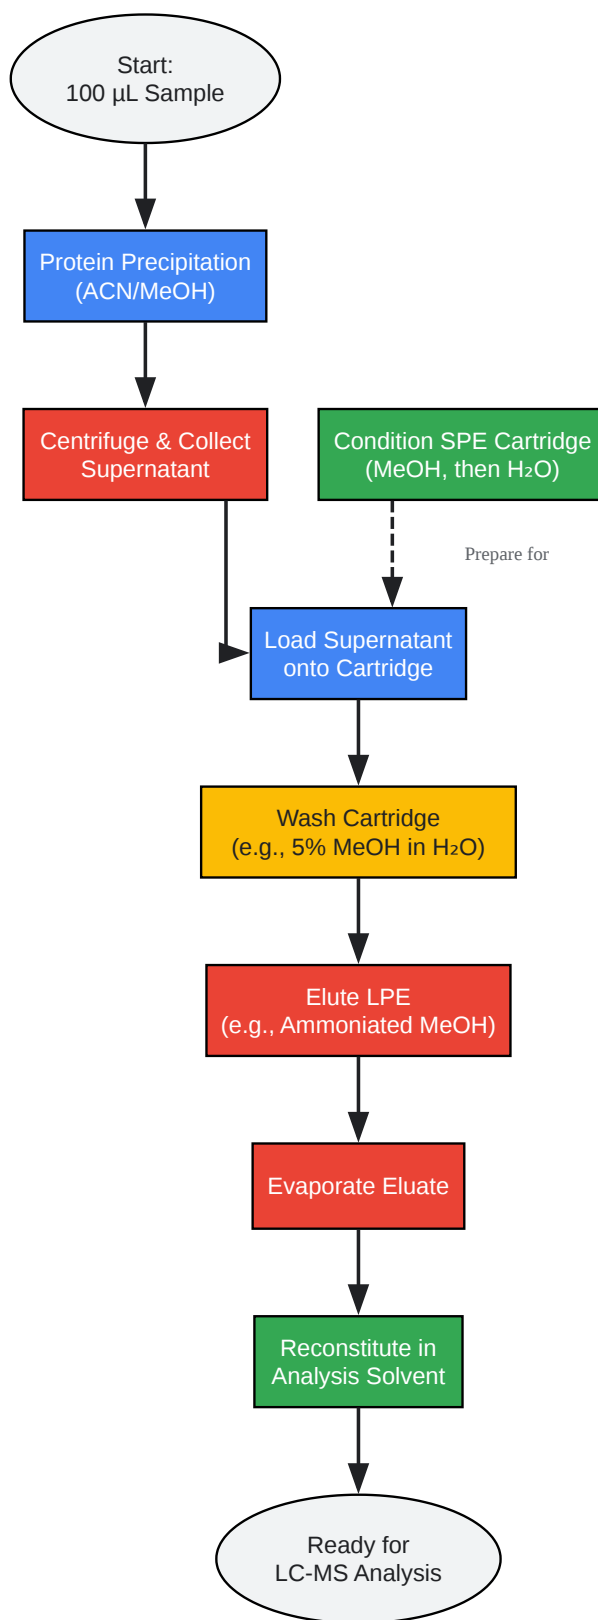 Start:
100 µL Sample
Protein Precipitation
(ACN/MeOH)
Centrifuge & Collect
Supernatant
Condition SPE Cartridge
(MeOH, then H₂O)
Prepare for
Load Supernatant
onto Cartridge
Wash Cartridge
(e.g., 5% MeOH in H₂O)
Elute LPE
(e.g., Ammoniated MeOH)
Evaporate Eluate
Reconstitute in
Analysis Solvent
Ready for
LC-MS Analysis